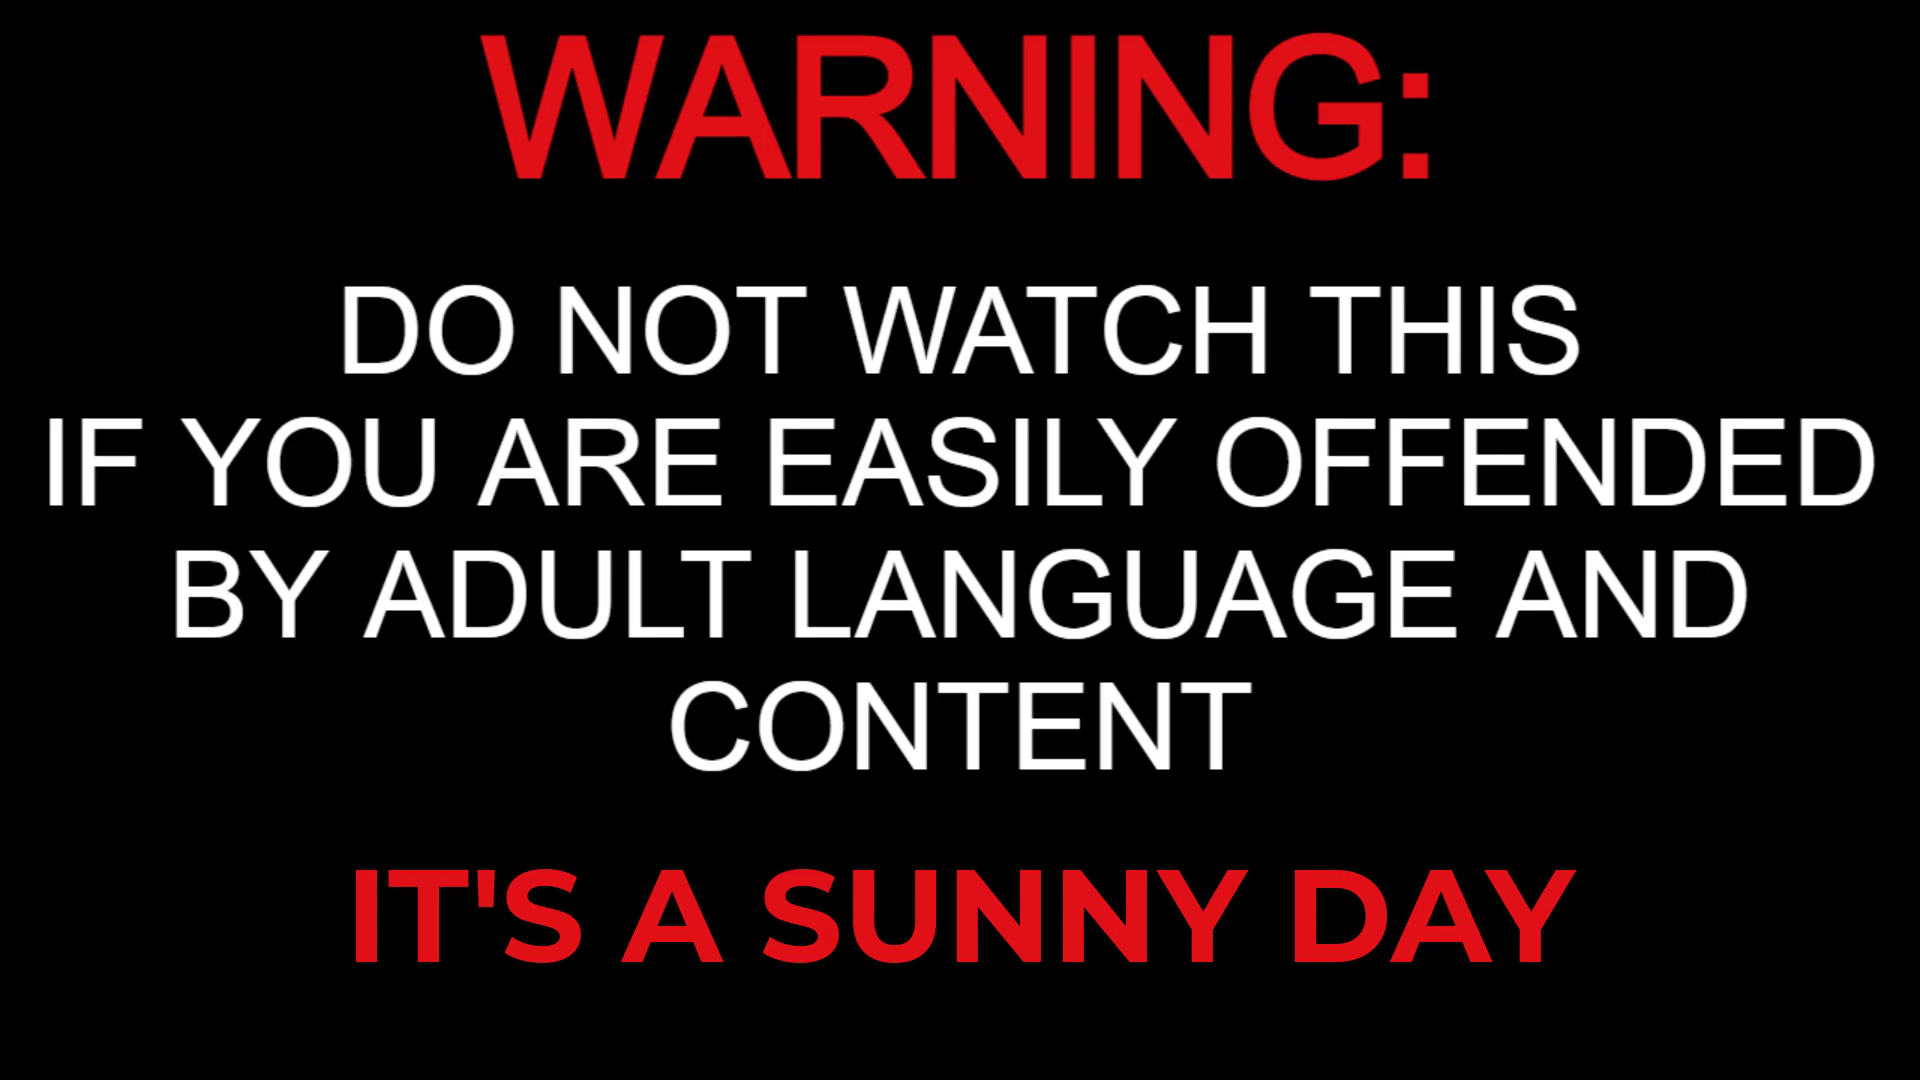 WARNING:
DO NOT WATCH THIS
IF YOU ARE EASILY OFFENDED
BY ADULT LANGUAGE AND
CONTENT
IT'S A SUNNY DAY